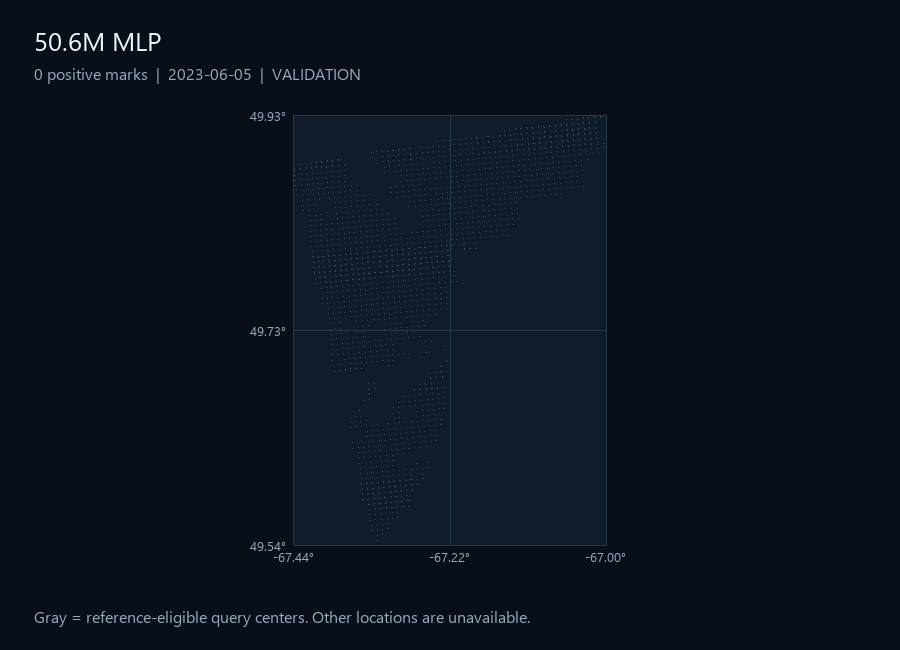 50.6M MLP
0 positive marks | 2023-06-05 | VALIDATION
49.93°
49.73°
49.54°
-67.44° -67.22° -67.00°
Gray = reference-eligible query centers. Other locations are unavailable.